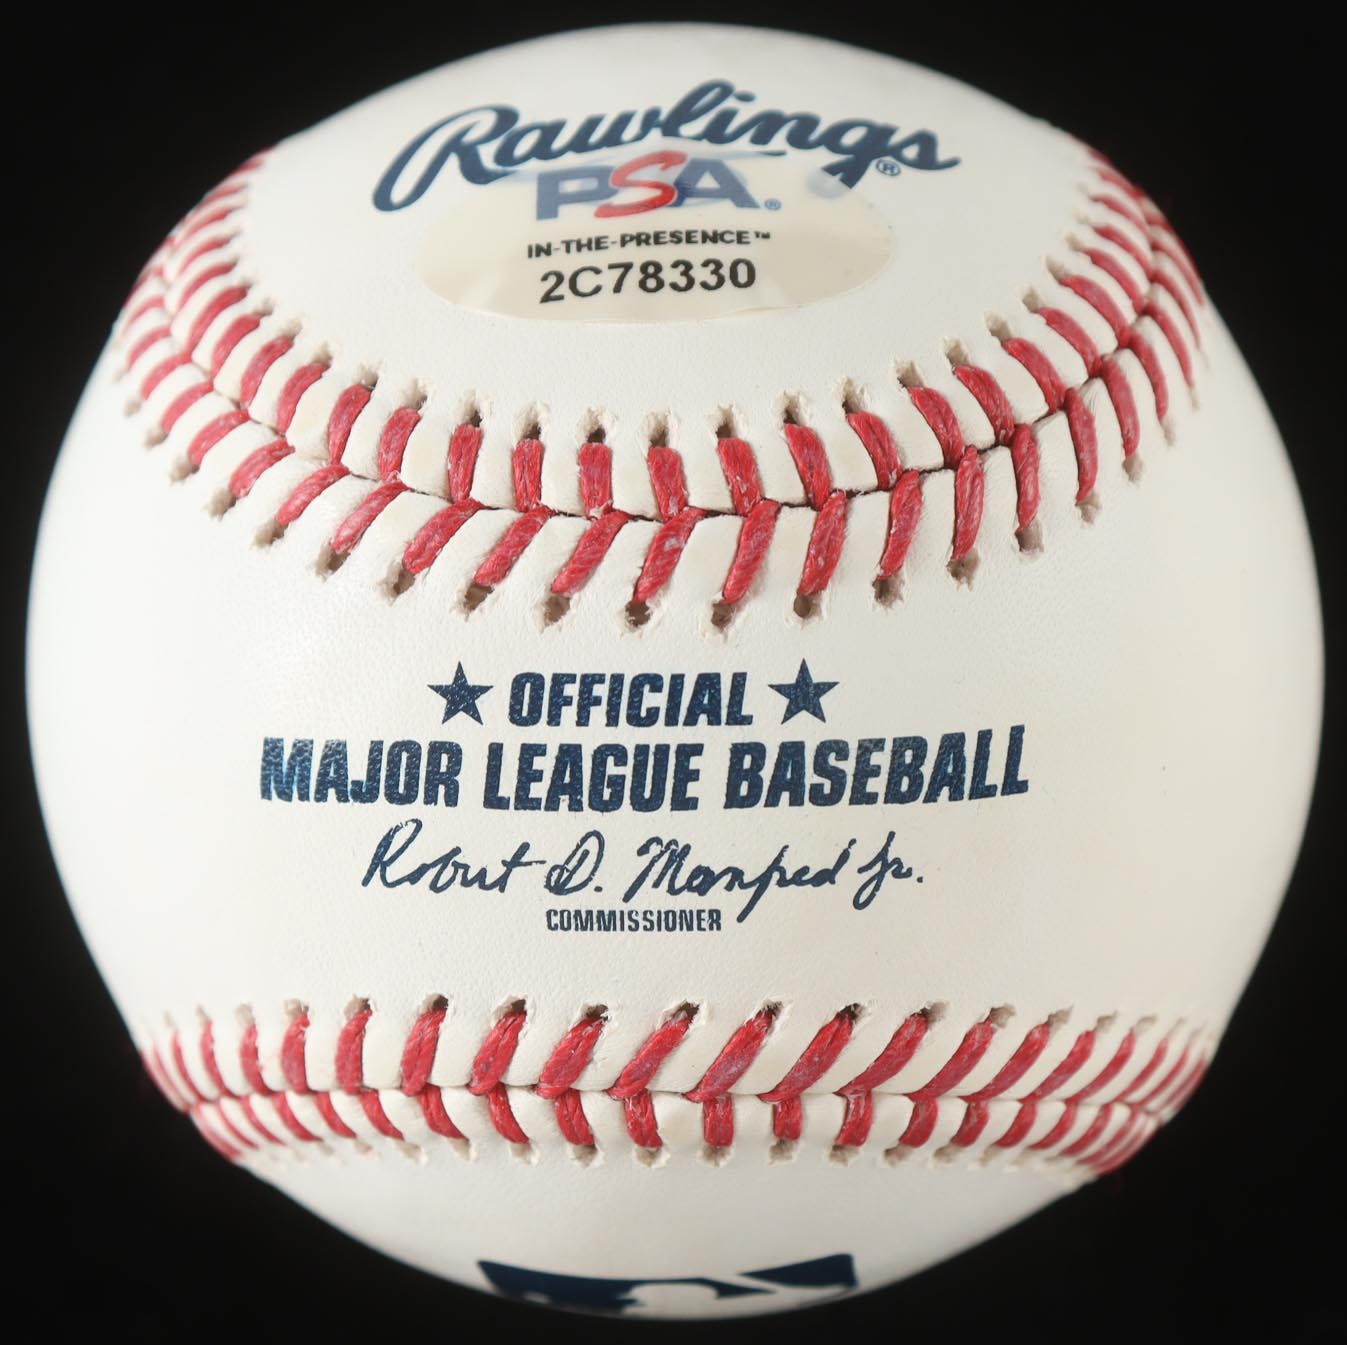 Rawlings®
PSA®
IN-THE-PRESENCE™
2C78330
★ OFFICIAL ★
MAJOR LEAGUE BASEBALL
Robert D. Manfred Jr.
COMMISSIONER